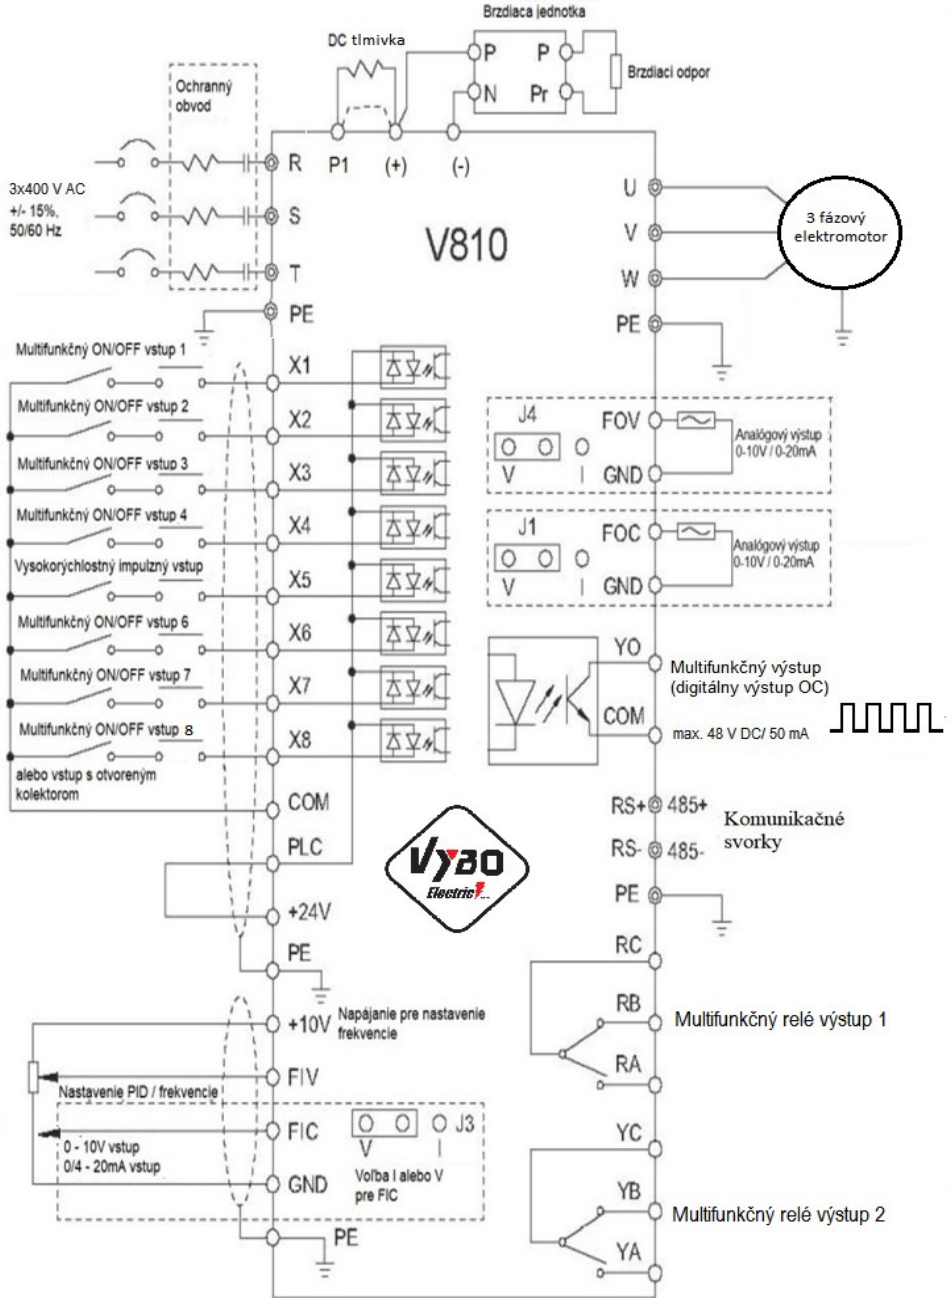 Brzdiaca jednotka
DC tlmivka
P
P
N
Pr
Brzdiaci odpor
Ochranný
obvod
R
P1
(+)
(-)
3x400 V AC
+/- 15%,
50/60 Hz
S
T
PE
V810
U
V
W
PE
3 fázový
elektromotor
Multifunkčný ON/OFF vstup 1
X1
Multifunkčný ON/OFF vstup 2
X2
Multifunkčný ON/OFF vstup 3
X3
Multifunkčný ON/OFF vstup 4
X4
Vysokorýchlostný impulzný vstup
X5
Multifunkčný ON/OFF vstup 6
X6
Multifunkčný ON/OFF vstup 7
X7
Multifunkčný ON/OFF vstup 8
X8
alebo vstup s otvoreným
kolektorom
COM
PLC
+24V
PE
J4
V
I
FOV
GND
Analógový výstup
0-10V / 0-20mA
J1
V
I
FOC
GND
Analógový výstup
0-10V / 0-20mA
YO
COM
Multifunkčný výstup
(digitálny výstup OC)
max. 48 V DC/ 50 mA
VyBO
Electric
RS+
485+
RS-
485-
Komunikačné
svorky
PE
+10V
Napájanie pre nastavenie
frekvencie
FIV
Nastavenie PID / frekvencie
FIC
0 - 10V vstup
0/4 - 20mA vstup
GND
J3
V
I
Voľba I alebo V
pre FIC
PE
RC
RB
RA
Multifunkčný relé výstup 1
YC
YB
YA
Multifunkčný relé výstup 2